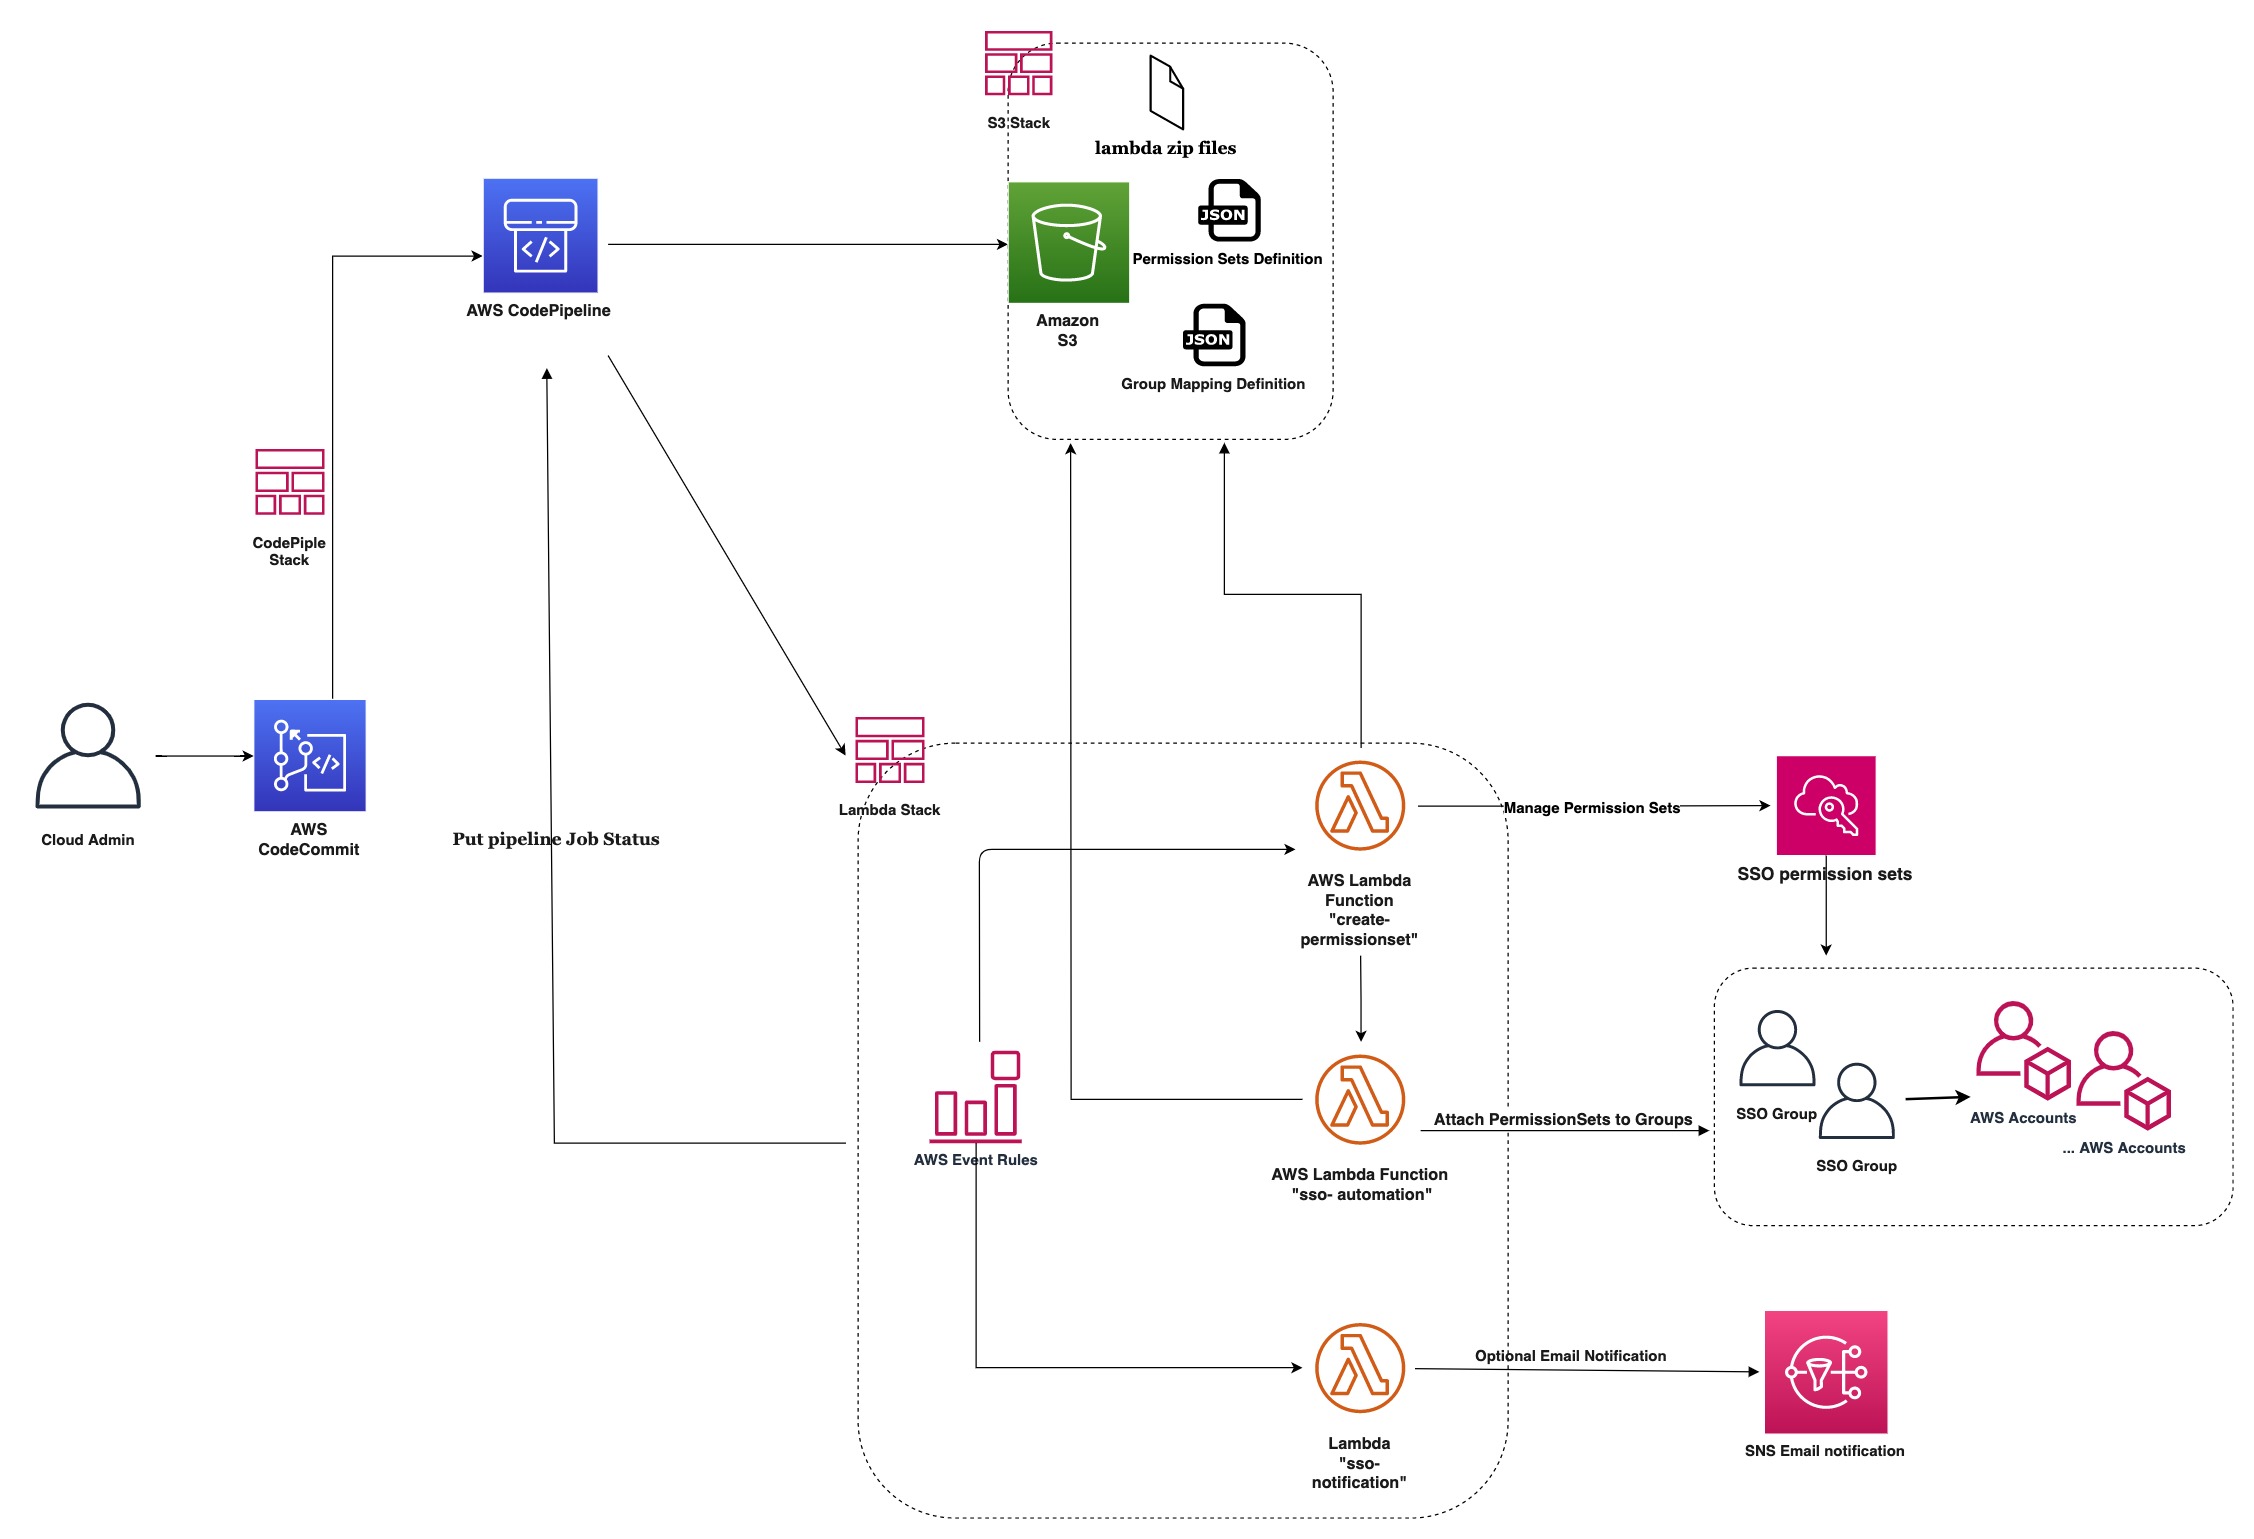 S3 Stack
lambda zip files
JSON
Permission Sets Definition
AWS CodePipeline
Amazon
S3
JSON
Group Mapping Definition
CodePiple
Stack
Cloud Admin
AWS
CodeCommit
Put pipeline Job Status
Lambda Stack
Manage Permission Sets
SSO permission sets
AWS Lambda
Function
"create-
permissionset"
AWS Event Rules
Attach PermissionSets to Groups
AWS Lambda Function
"sso- automation"
SSO Group
SSO Group
AWS Accounts
... AWS Accounts
Optional Email Notification
Lambda
"sso-
notification"
SNS Email notification